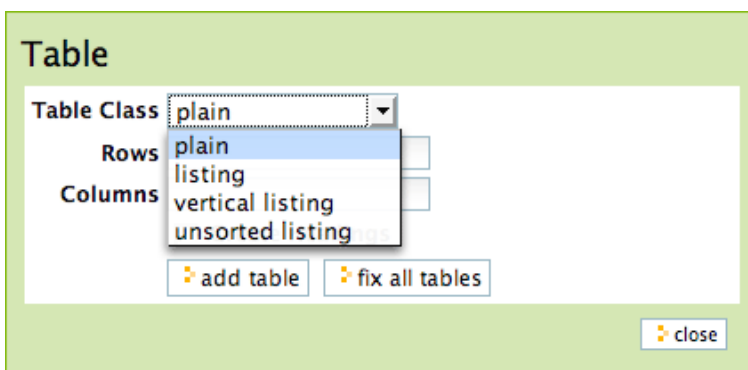 Table
Table Class plain
Rows
Columns
plain
listing
vertical listing
unsorted listing
add table fix all tables
close